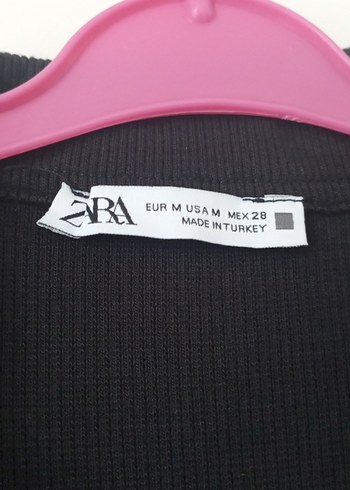 ZARA
EUR M USA M MEX 28
MADE IN TURKEY